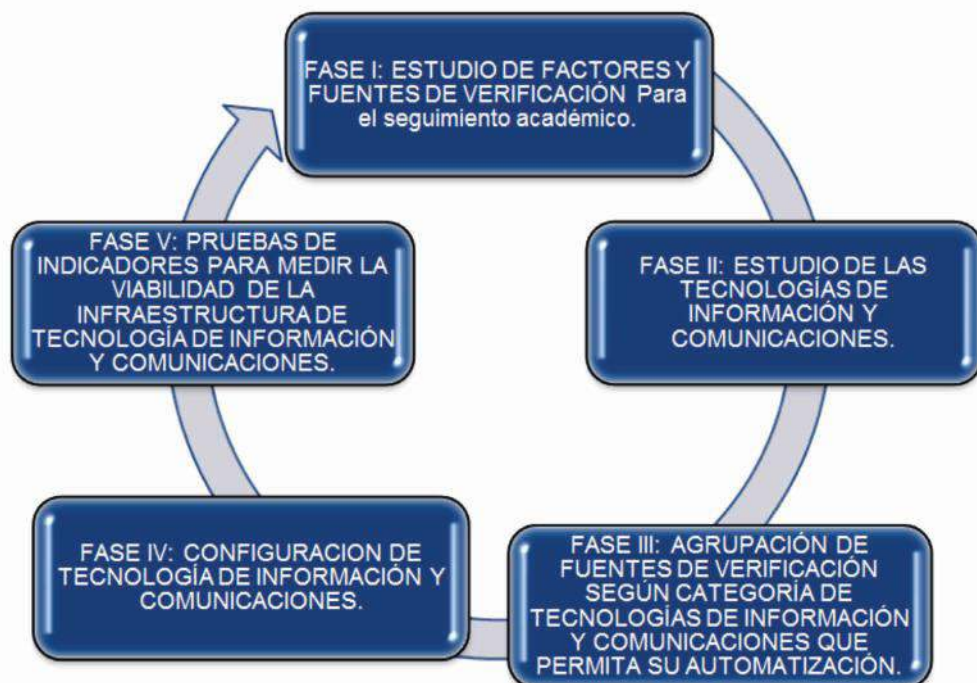 FASE I: ESTUDIO DE FACTORES Y
FUENTES DE VERIFICACIÓN Para
el seguimiento académico.
FASE II: ESTUDIO DE LAS
TECNOLOGÍAS DE
INFORMACIÓN Y
COMUNICACIONES.
FASE III: AGRUPACIÓN DE
FUENTES DE VERIFICACIÓN
SEGÚN CATEGORÍA DE
TECNOLOGÍAS DE INFORMACIÓN
Y COMUNICACIONES QUE
PERMITA SU AUTOMATIZACIÓN.
FASE IV: CONFIGURACION DE
TECNOLOGÍA DE INFORMACIÓN Y
COMUNICACIONES.
FASE V: PRUEBAS DE
INDICADORES PARA MEDIR LA
VIABILIDAD DE LA
INFRAESTRUCTURA DE
TECNOLOGÍA DE INFORMACIÓN
Y COMUNICACIONES.